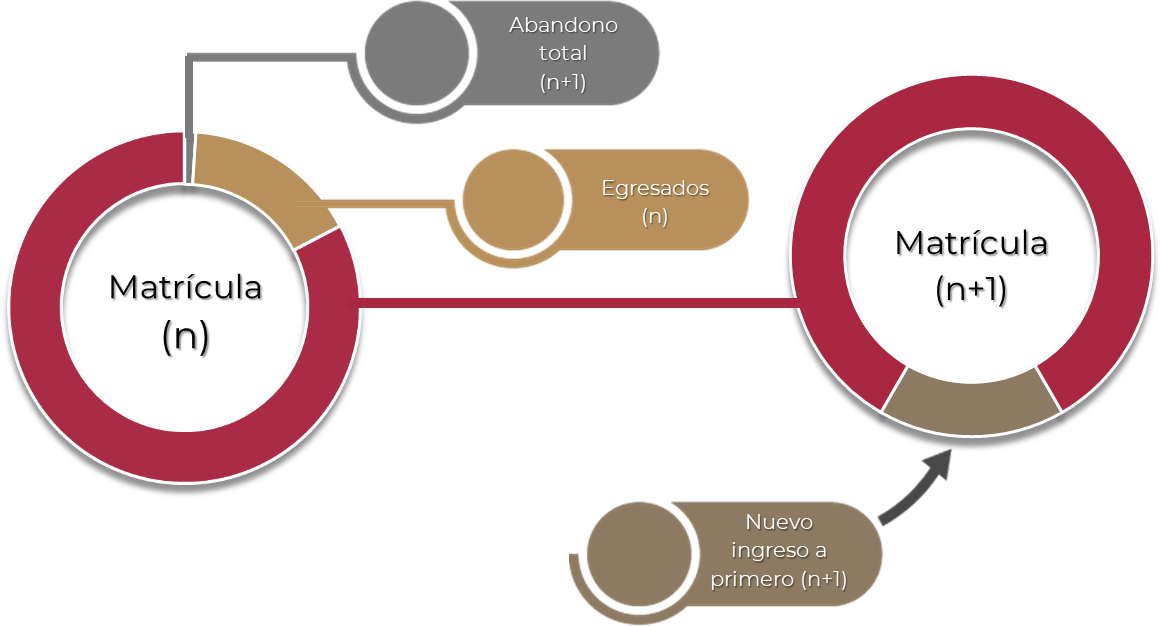 Abandono
total
(n+1)
Egresados
(n)
Matrícula
(n)
Matrícula
(n+1)
Nuevo
ingreso a
primero (n+1)